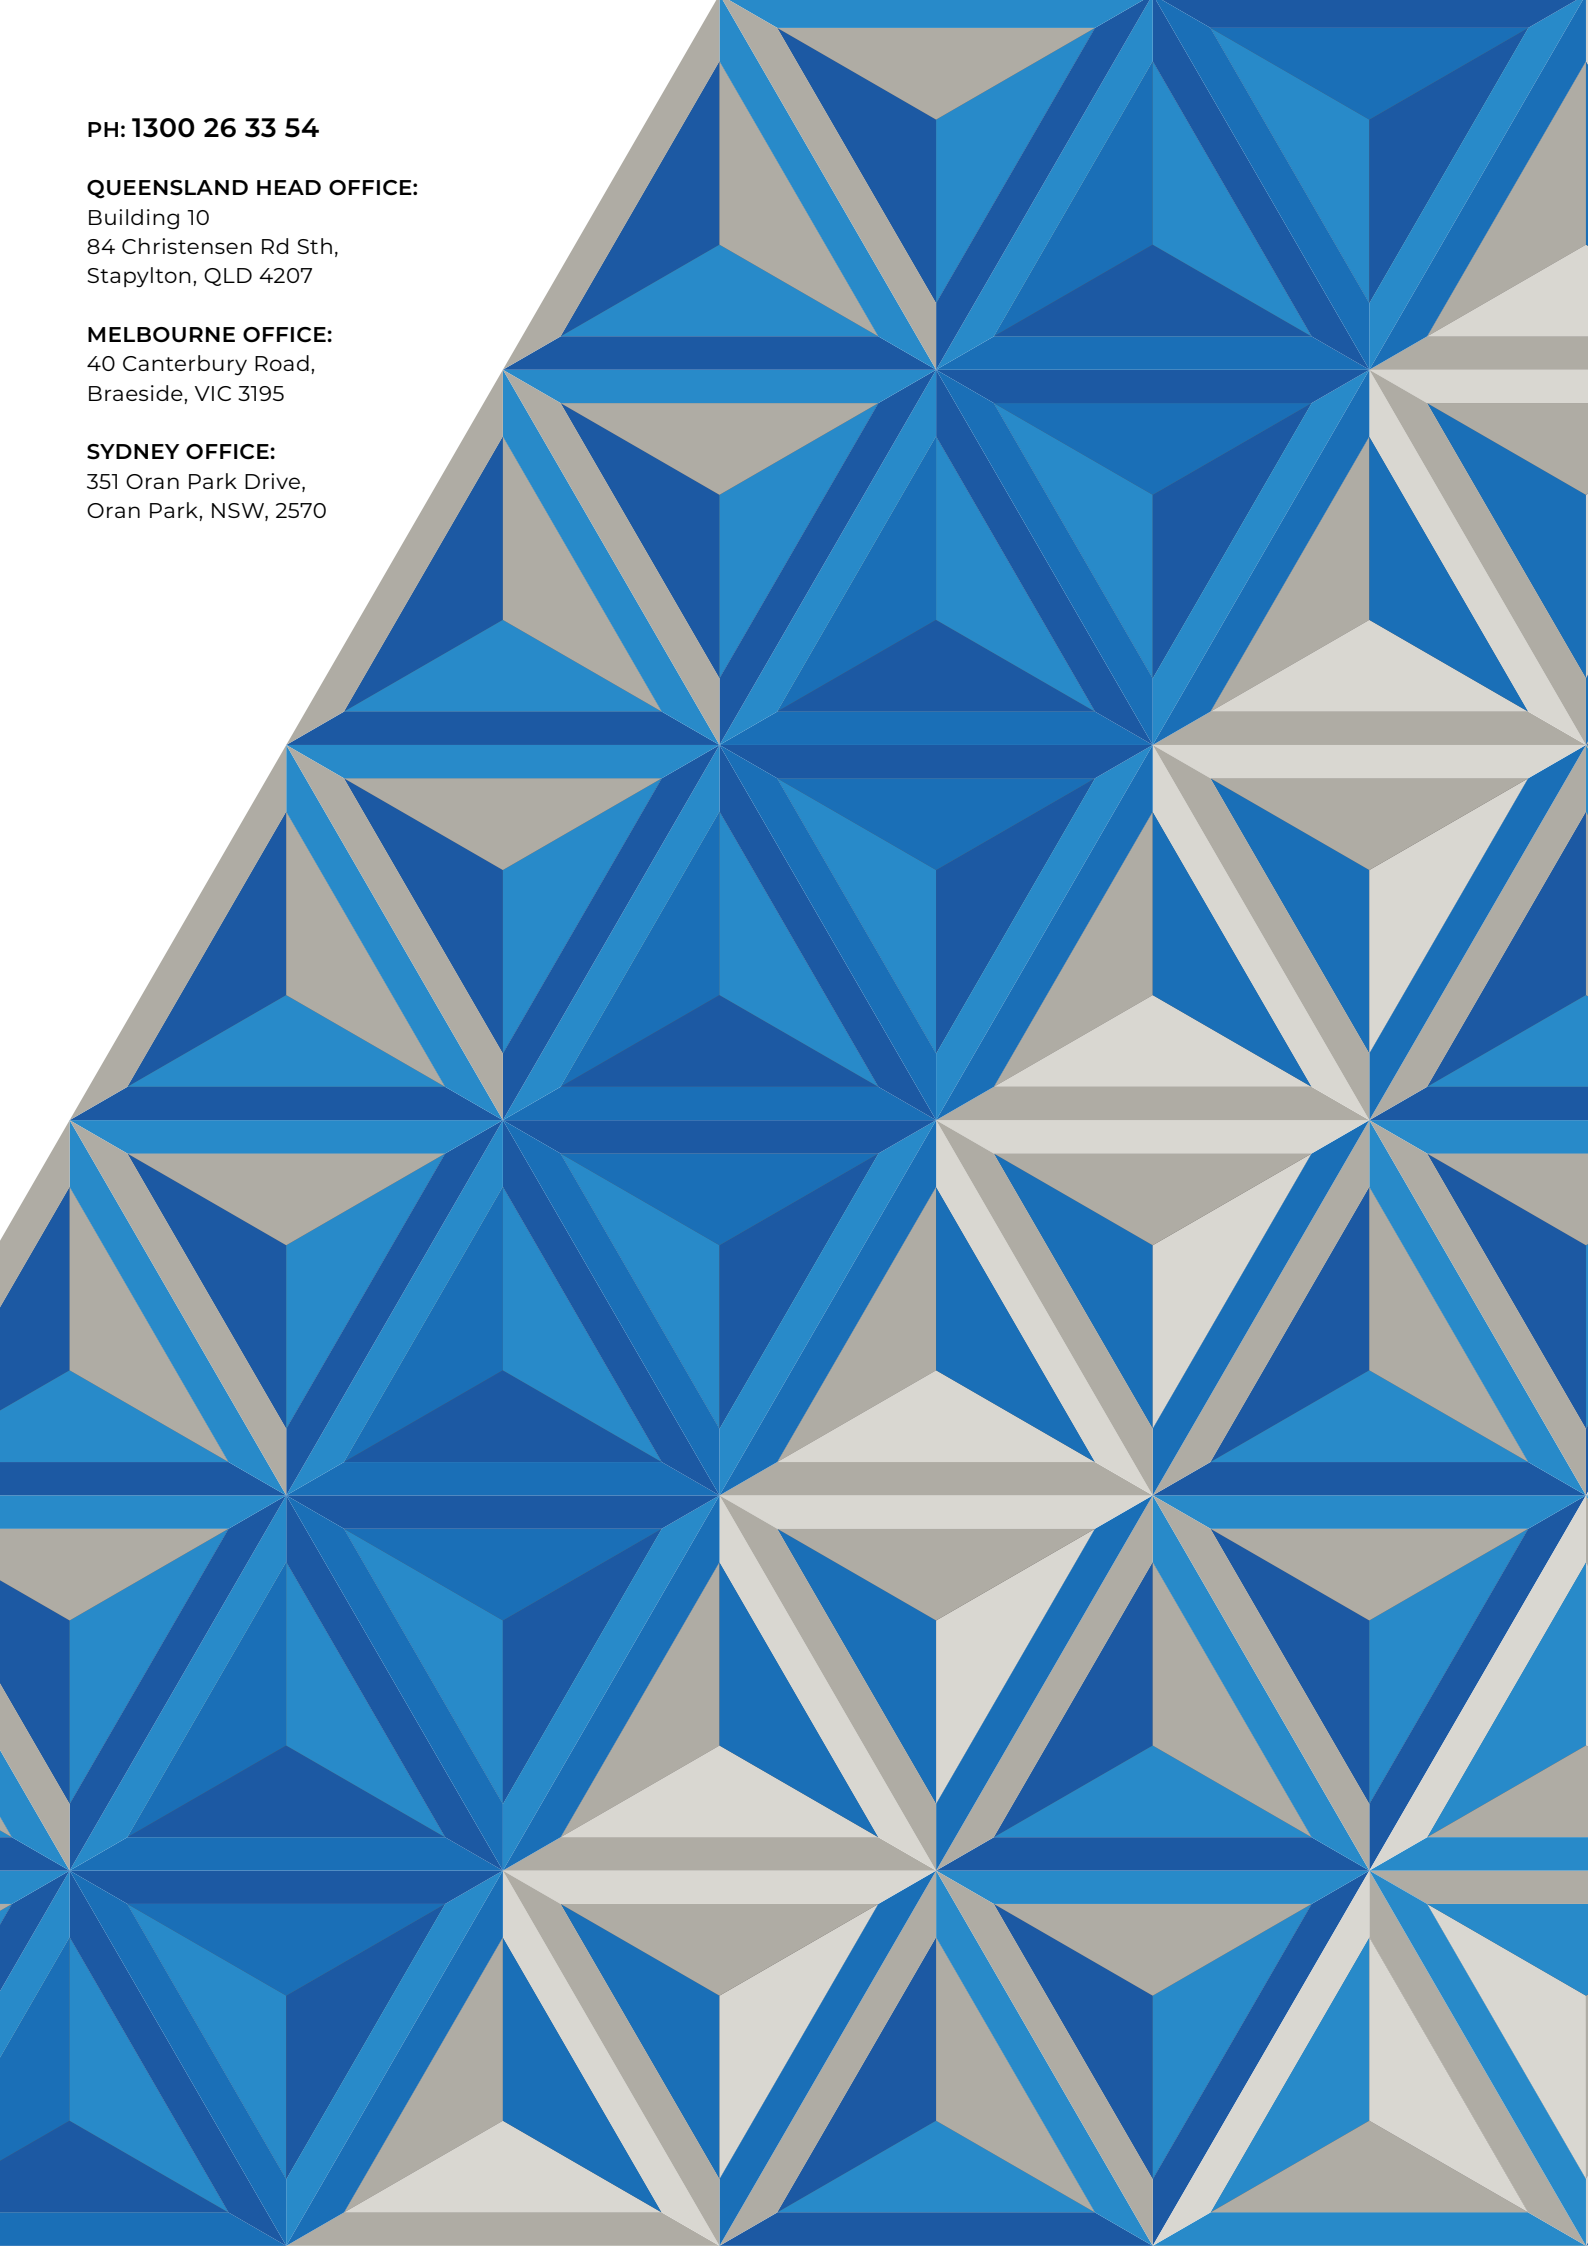 PH: 1300 26 33 54
QUEENSLAND HEAD OFFICE:
Building 10
84 Christensen Rd Sth,
Stapylton, QLD 4207
MELBOURNE OFFICE:
40 Canterbury Road,
Braeside, VIC 3195
SYDNEY OFFICE:
351 Oran Park Drive,
Oran Park, NSW, 2570